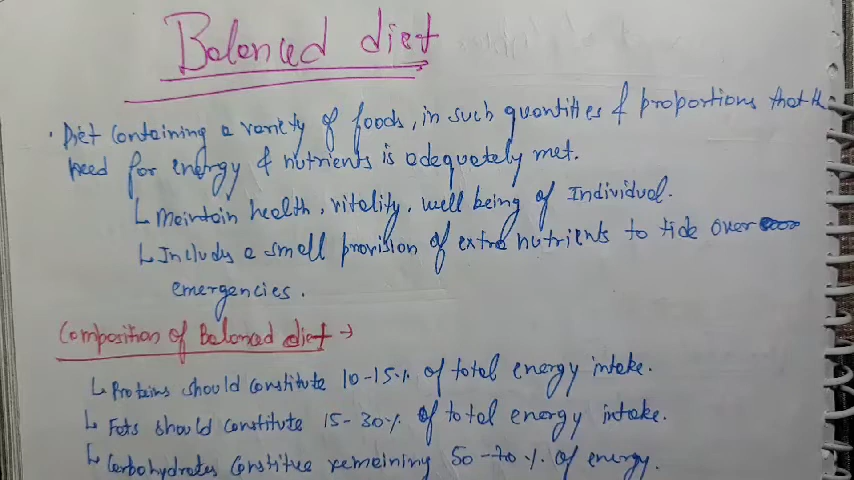 Balanced diet
. Diet containing a variety of foods, in such quantities & proportions that the
need for energy & nutrients is adequately met.
↳ Maintain health, vitality, well being of Individual.
↳ Includes a small provision of extra nutrients to tide over
emergencies.
Composition of Balanced diet →
↳ Proteins should constitute 10-15% of total energy intake.
↳ Fats should constitute 15-30% of total energy intake.
↳ Carbohydrates constitue remaining 50-70% of energy.